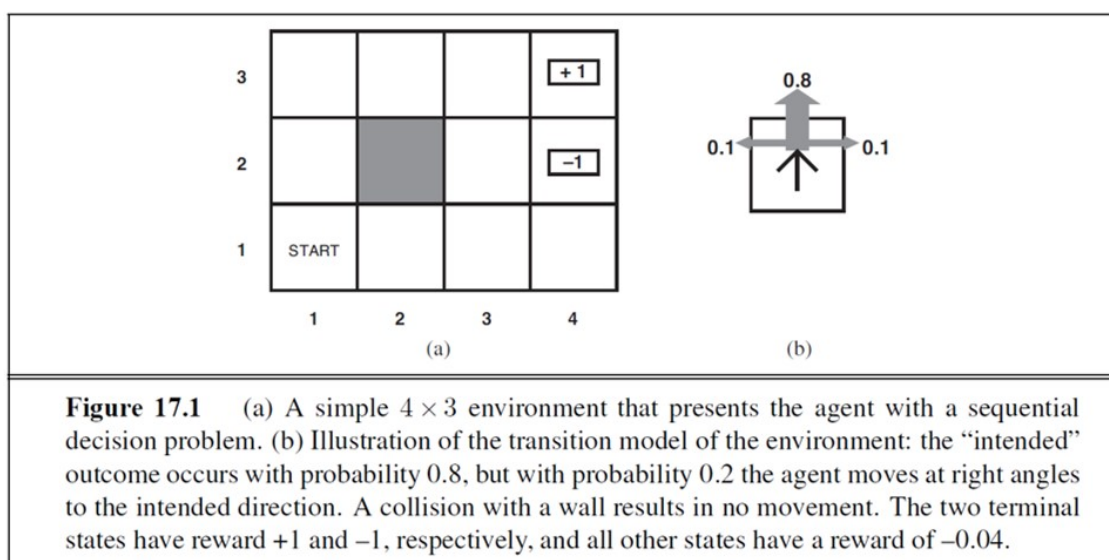 3
+ 1
2
–1
1
START
1 2 3 4
(a)
0.8
0.1 0.1
(b)
Figure 17.1 (a) A simple 4 × 3 environment that presents the agent with a sequential
decision problem. (b) Illustration of the transition model of the environment: the “intended”
outcome occurs with probability 0.8, but with probability 0.2 the agent moves at right angles
to the intended direction. A collision with a wall results in no movement. The two terminal
states have reward +1 and –1, respectively, and all other states have a reward of –0.04.